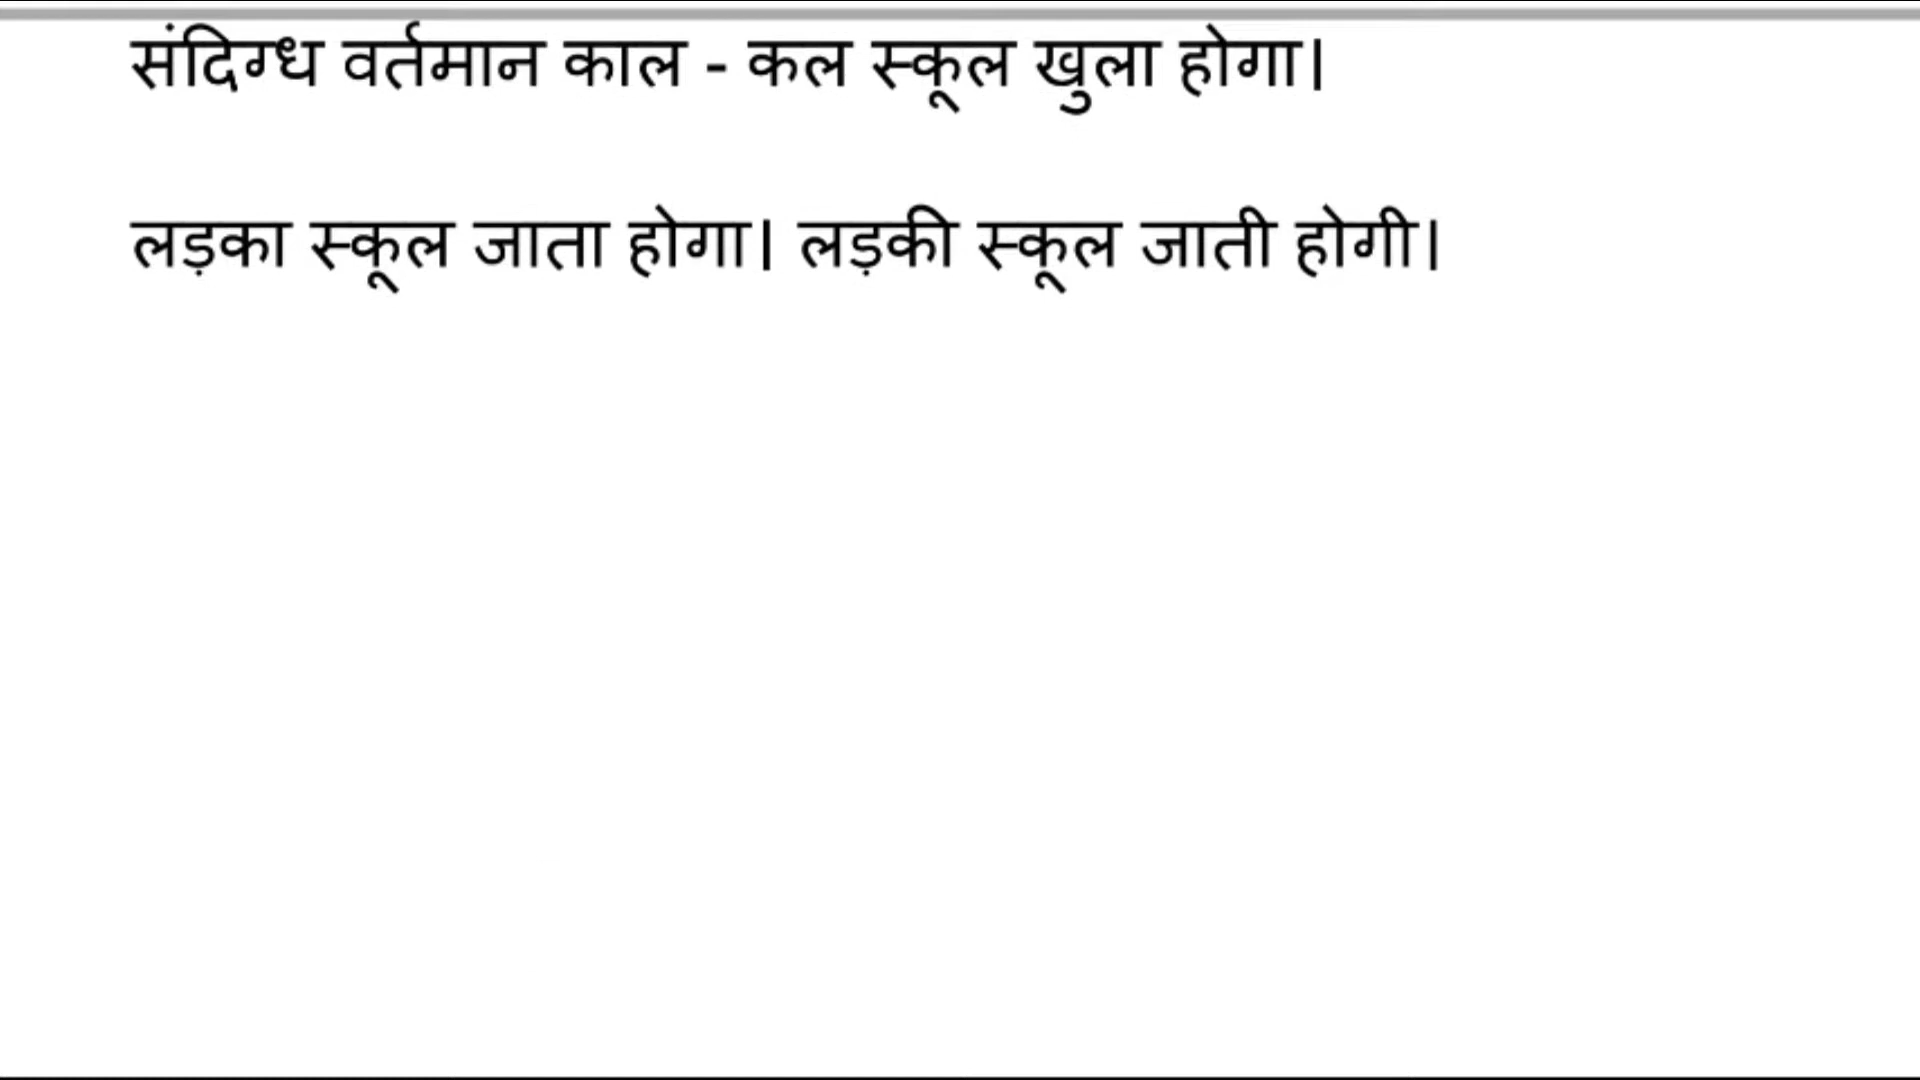 संदिग्ध वर्तमान काल - कल स्कूल खुला होगा।
लड़का स्कूल जाता होगा। लड़की स्कूल जाती होगी।